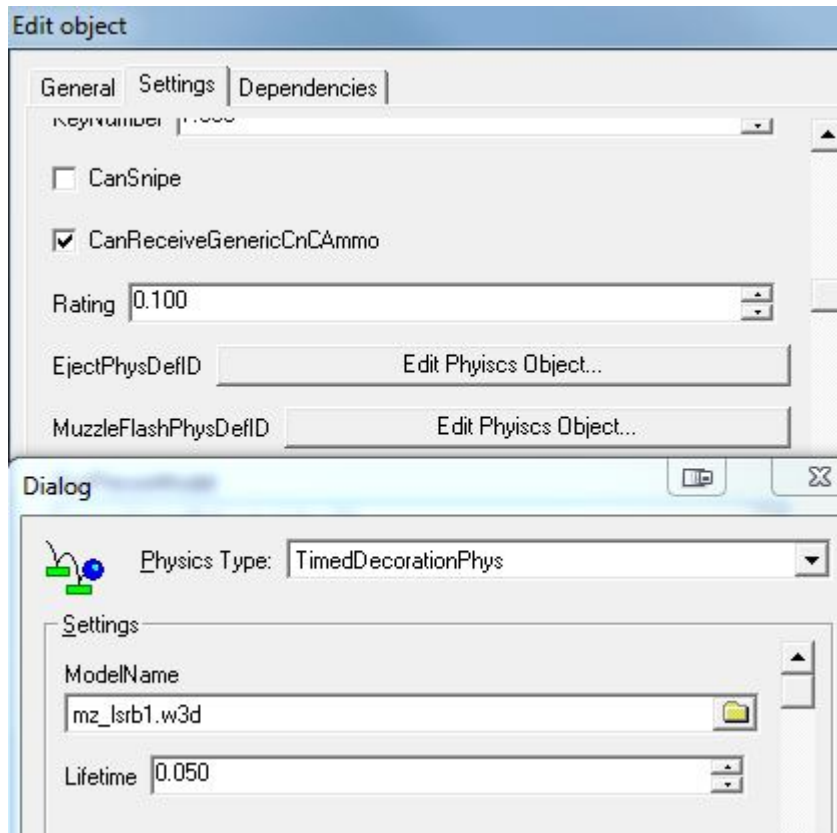 Edit object
General Settings Dependencies
KeyNumber
CanSnipe
CanReceiveGenericCnCAmmo
Rating 0.100
EjectPhysDefID Edit Phyiscs Object...
MuzzleFlashPhysDefID Edit Phyiscs Object...
Dialog
Physics Type: TimedDecorationPhys
Settings
ModelName
mz_lsrb1.w3d
Lifetime 0.050